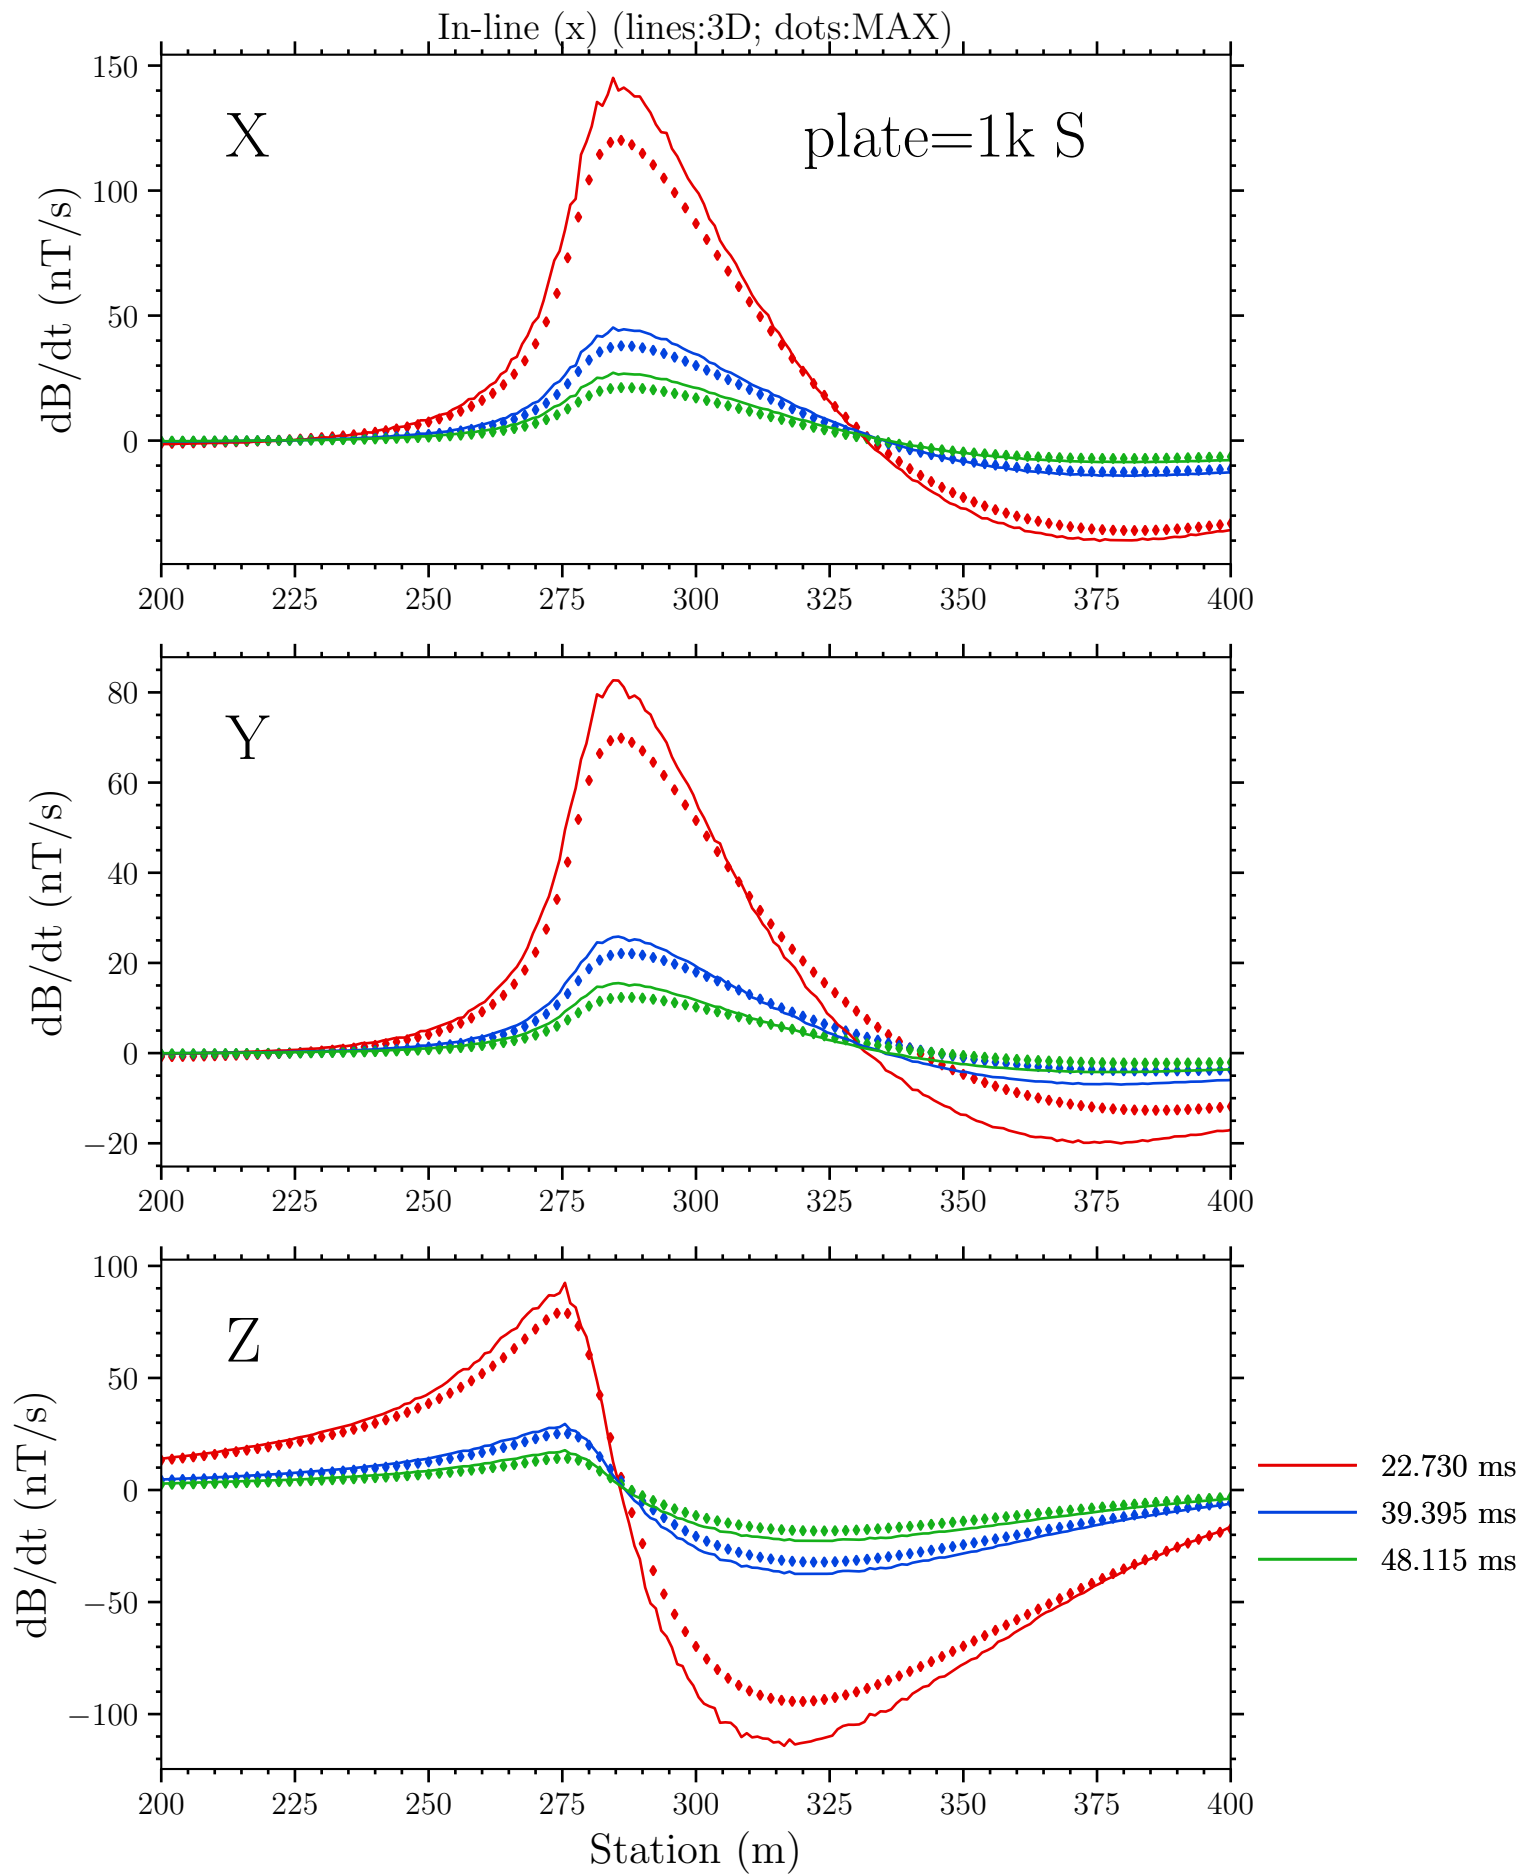 In-line (x) (lines:3D; dots:MAX)
150
100
50
0
dB/dt (nT/s)
X
plate=1k S
200 225 250 275 300 325 350 375 400
80
60
40
20
0
−20
dB/dt (nT/s)
Y
200 225 250 275 300 325 350 375 400
100
50
0
−50
−100
dB/dt (nT/s)
Z
200 225 250 275 300 325 350 375 400
Station (m)
22.730 ms
39.395 ms
48.115 ms